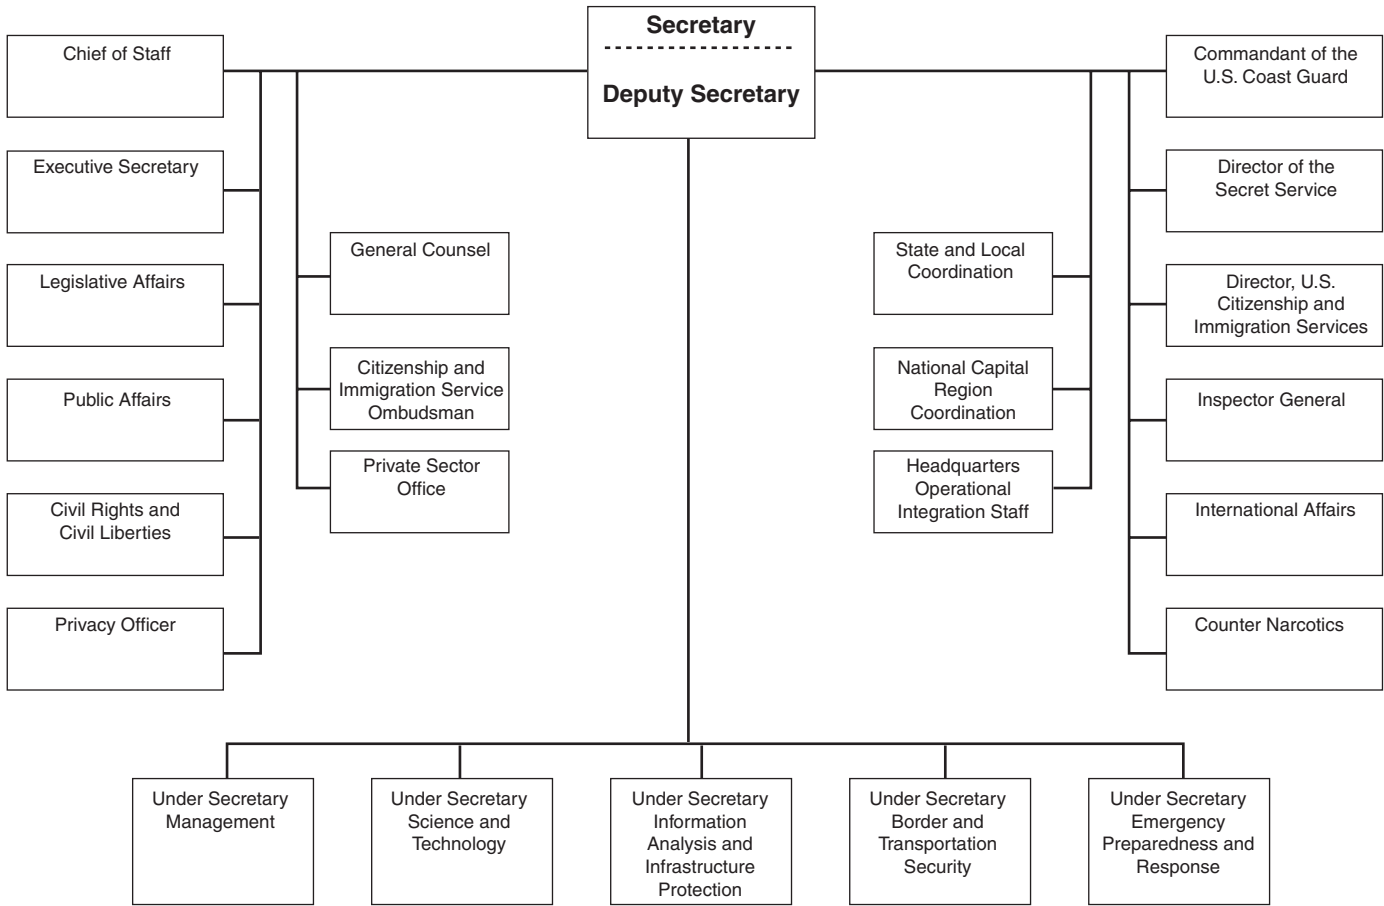 Secretary
Deputy Secretary
Chief of Staff
Executive Secretary
Legislative Affairs
Public Affairs
Civil Rights and
Civil Liberties
Privacy Officer
General Counsel
Citizenship and
Immigration Service
Ombudsman
Private Sector
Office
State and Local
Coordination
National Capital
Region
Coordination
Headquarters
Operational
Integration Staff
Commandant of the
U.S. Coast Guard
Director of the
Secret Service
Director, U.S.
Citizenship and
Immigration Services
Inspector General
International Affairs
Counter Narcotics
Under Secretary
Management
Under Secretary
Science and
Technology
Under Secretary
Information
Analysis and
Infrastructure
Protection
Under Secretary
Border and
Transportation
Security
Under Secretary
Emergency
Preparedness and
Response